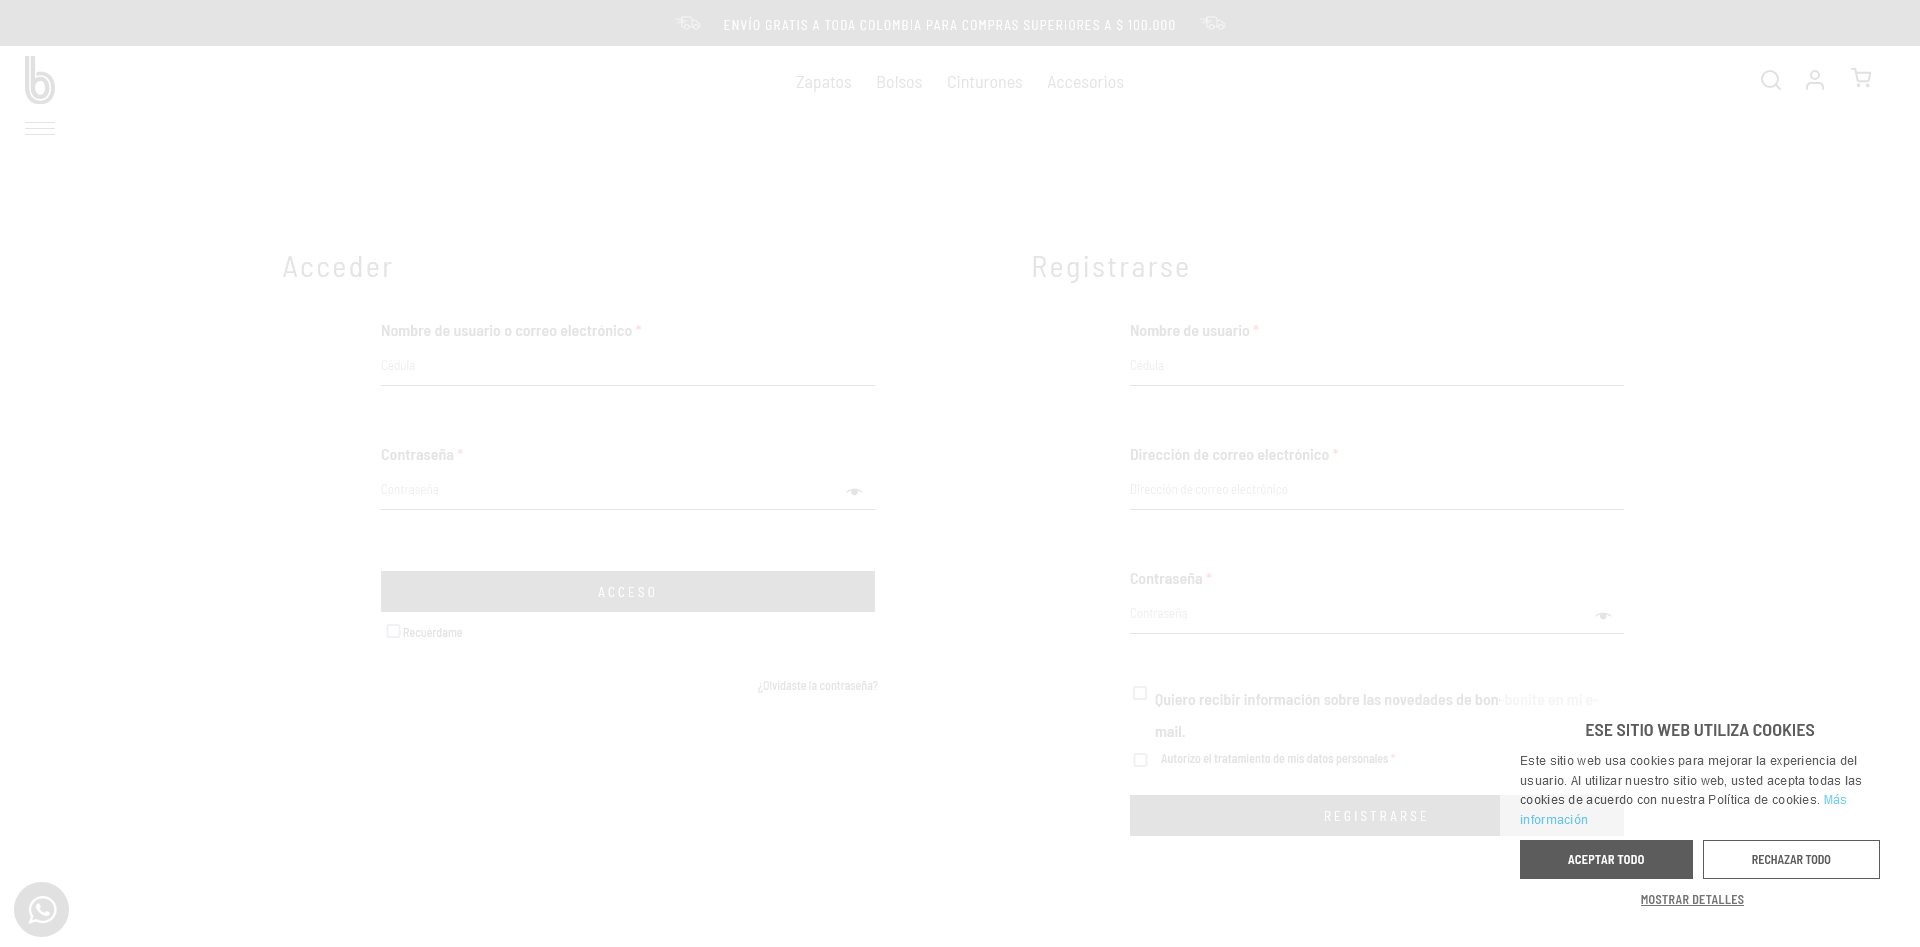 ENVÍO GRATIS A TODA COLOMBIA PARA COMPRAS SUPERIORES A $ 100.000
b
Zapatos Bolsos Cinturones Accesorios
Acceder
Nombre de usuario o correo electrónico *
Cédula
Contraseña *
Contraseña
ACCESO
Recuérdame
¿Olvidaste la contraseña?
Registrarse
Nombre de usuario *
Cédula
Dirección de correo electrónico *
Dirección de correo electrónico
Contraseña *
Contraseña
Quiero recibir información sobre las novedades de bon-bonite en mi e-
mail.
Autorizo el tratamiento de mis datos personales *
REGISTRARSE
ESE SITIO WEB UTILIZA COOKIES
Este sitio web usa cookies para mejorar la experiencia del
usuario. Al utilizar nuestro sitio web, usted acepta todas las
cookies de acuerdo con nuestra Política de cookies. Más
información
ACEPTAR TODO
RECHAZAR TODO
MOSTRAR DETALLES